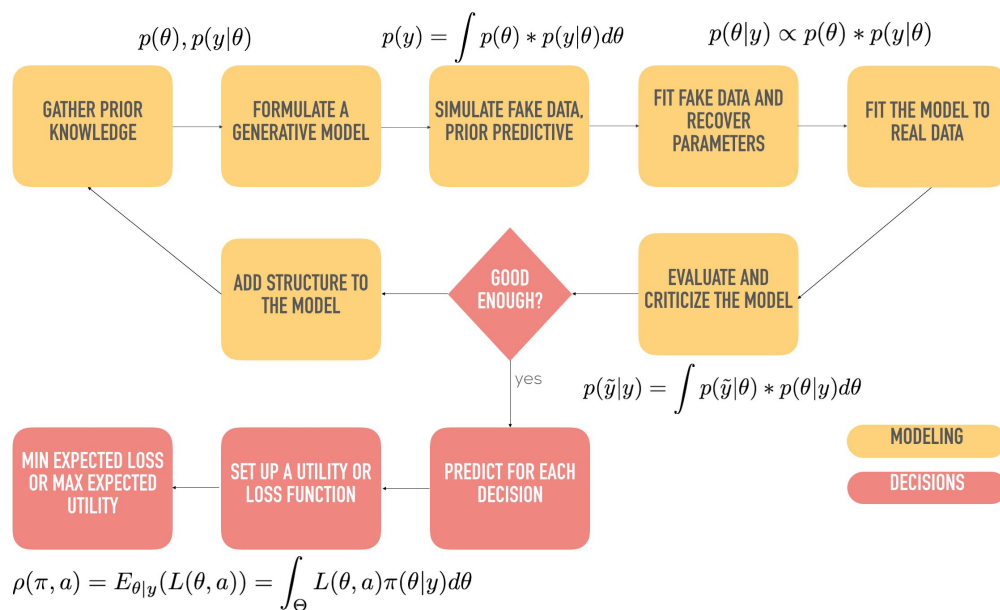 p(θ), p(y|θ)
p(y) = ∫ p(θ) * p(y|θ)dθ
p(θ|y) ∝ p(θ) * p(y|θ)
GATHER PRIOR
KNOWLEDGE
FORMULATE A
GENERATIVE MODEL
SIMULATE FAKE DATA,
PRIOR PREDICTIVE
FIT FAKE DATA AND
RECOVER
PARAMETERS
FIT THE MODEL TO
REAL DATA
ADD STRUCTURE TO
THE MODEL
GOOD
ENOUGH?
EVALUATE AND
CRITICIZE THE MODEL
yes
p(ỹ|y) = ∫ p(ỹ|θ) * p(θ|y)dθ
MIN EXPECTED LOSS
OR MAX EXPECTED
UTILITY
SET UP A UTILITY OR
LOSS FUNCTION
PREDICT FOR EACH
DECISION
MODELING
DECISIONS
ρ(π, a) = E_{θ|y}(L(θ, a)) = ∫_Θ L(θ, a)π(θ|y)dθ